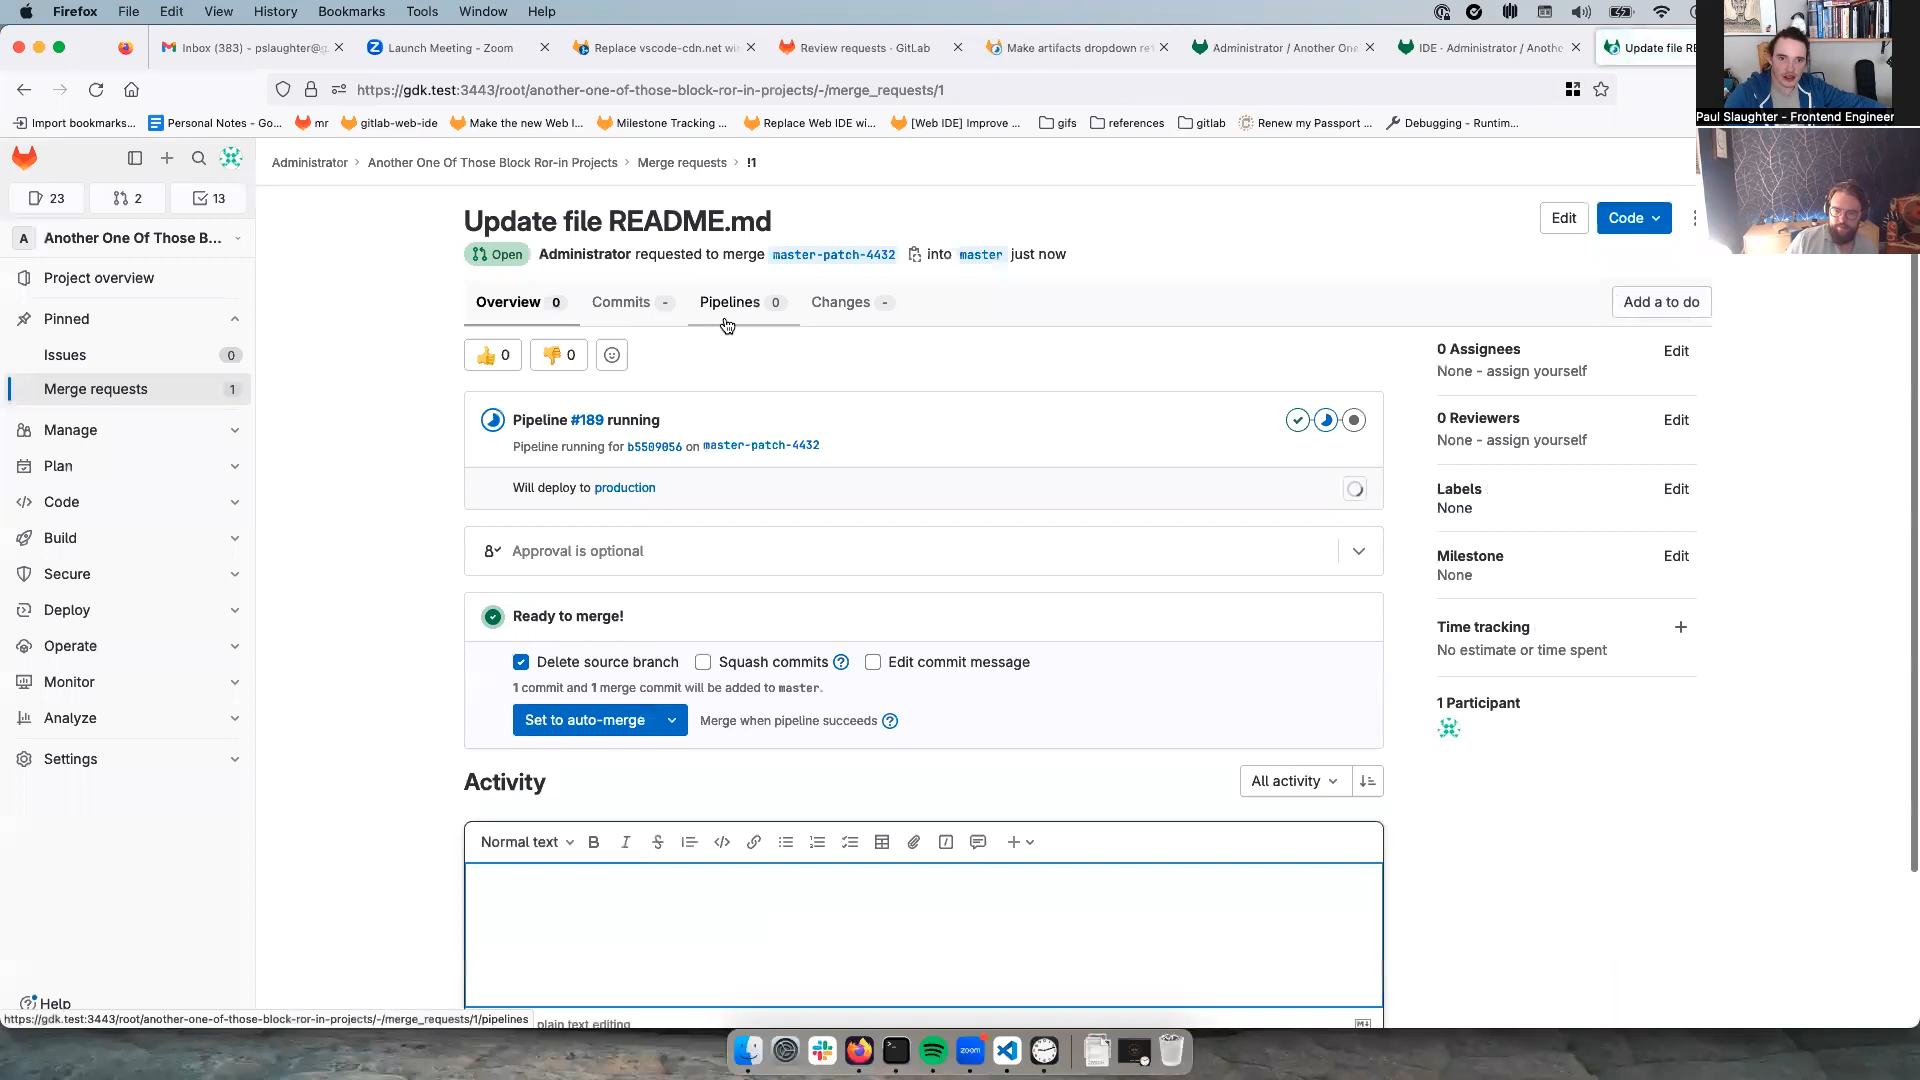 Firefox File Edit View History Bookmarks Tools Window Help
Inbox (383) - pslaughter@g
Launch Meeting - Zoom
Replace vscode-cdn.net wi
Review requests · GitLab
Make artifacts dropdown re
Administrator / Another One
IDE · Administrator / Anothe
Update file RE
https://gdk.test:3443/root/another-one-of-those-block-ror-in-projects/-/merge_requests/1
Import bookmarks...
Personal Notes - Go...
mr
gitlab-web-ide
Make the new Web I...
Milestone Tracking ...
Replace Web IDE wi...
[Web IDE] Improve ...
gifs
references
gitlab
Renew my Passport ...
Debugging - Runtim...
Paul Slaughter - Frontend Engineer
23
2
13
A Another One Of Those B...
Project overview
Pinned
Issues 0
Merge requests 1
Manage
Plan
Code
Build
Secure
Deploy
Operate
Monitor
Analyze
Settings
Help
Administrator › Another One Of Those Block Ror-in Projects › Merge requests › !1
Update file README.md
Edit
Code
Open Administrator requested to merge master-patch-4432 into master just now
Overview 0
Commits -
Pipelines 0
Changes -
Add a to do
0
0
Pipeline #189 running
Pipeline running for b5509056 on master-patch-4432
Will deploy to production
Approval is optional
Ready to merge!
Delete source branch
Squash commits
Edit commit message
1 commit and 1 merge commit will be added to master.
Set to auto-merge
Merge when pipeline succeeds
Activity
All activity
Normal text
plain text editing
0 Assignees Edit
None - assign yourself
0 Reviewers Edit
None - assign yourself
Labels Edit
None
Milestone Edit
None
Time tracking
No estimate or time spent
1 Participant
https://gdk.test:3443/root/another-one-of-those-block-ror-in-projects/-/merge_requests/1/pipelines
zoom